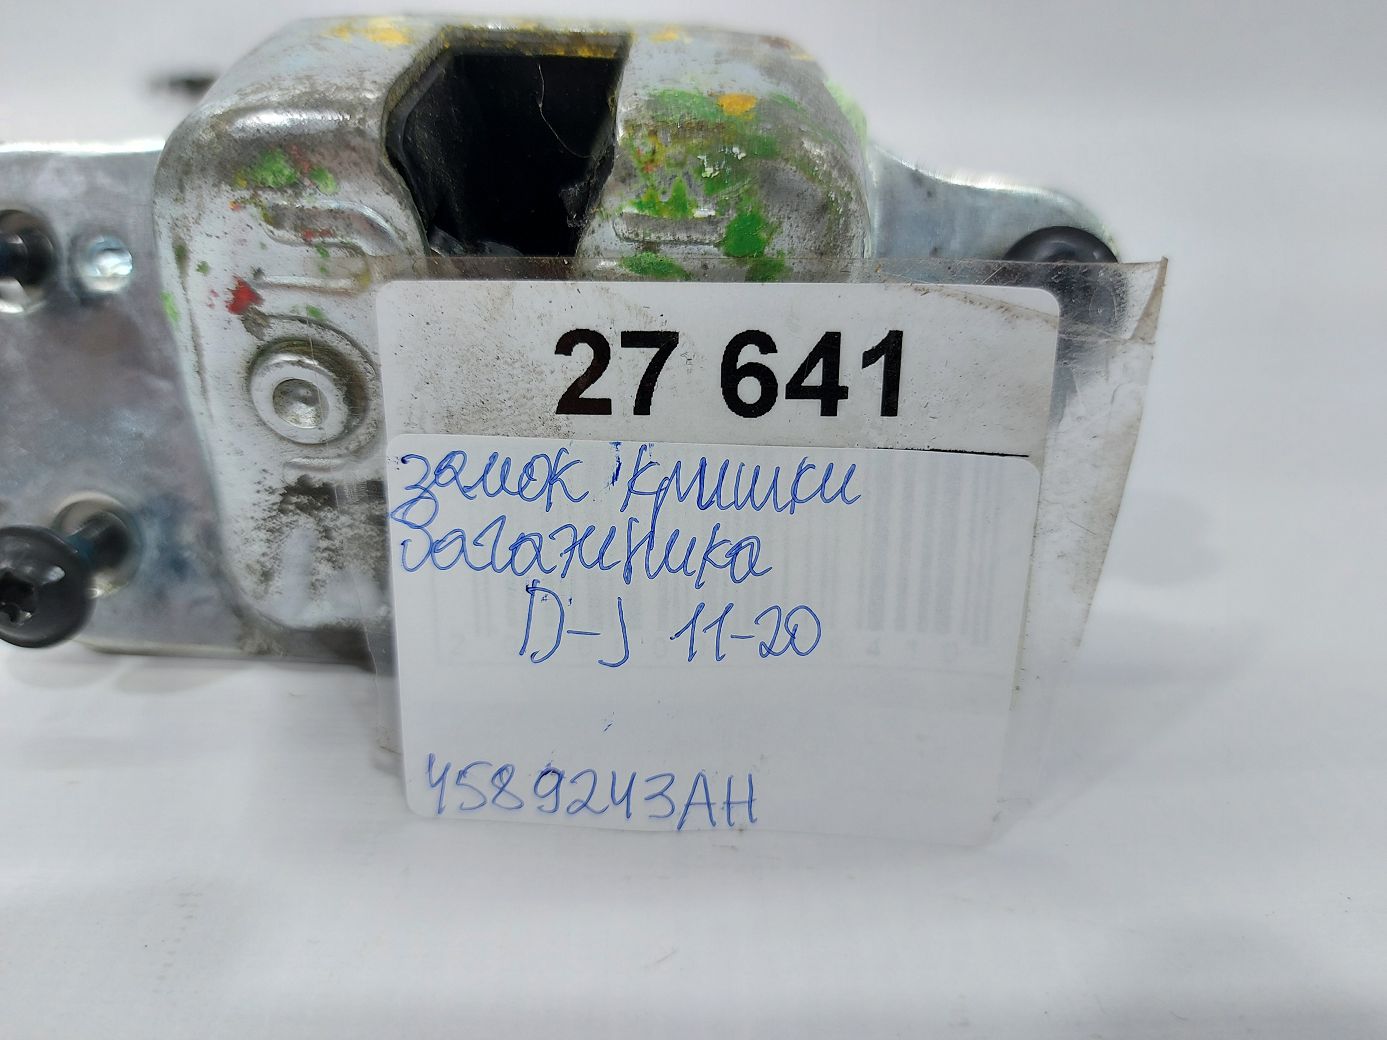 27 641
замок кришки
багажника
D-J 11-20
4589243AH